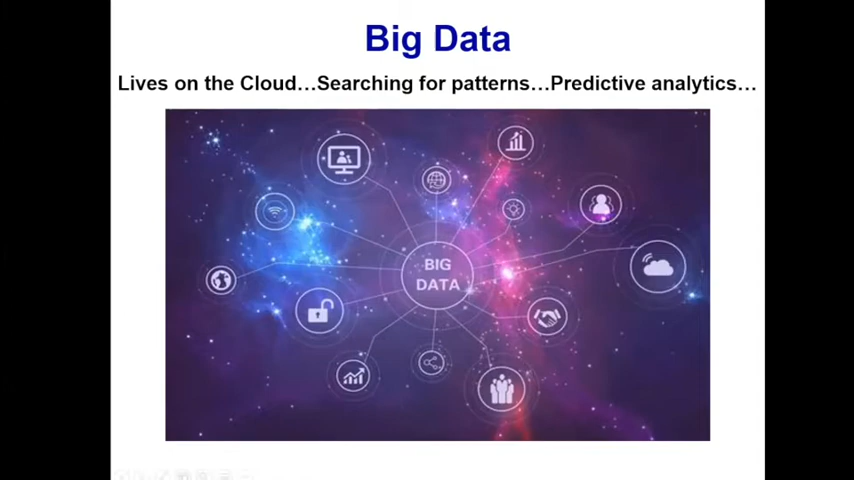 Big Data
Lives on the Cloud…Searching for patterns…Predictive analytics…
BIG
DATA